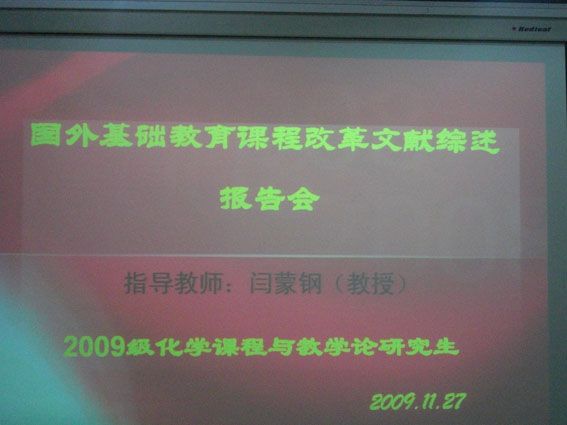 Redleaf
国外基础教育课程改革文献综述
报告会
指导教师：闫蒙钢（教授）
2009级化学课程与教学论研究生
2009.11.27